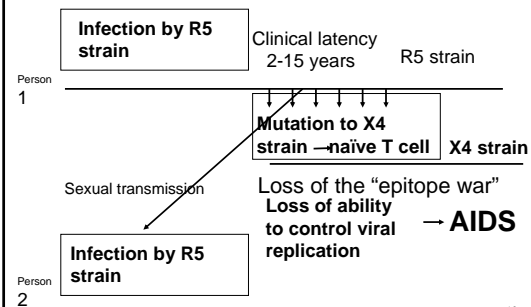 Infection by R5
strain
Clinical latency
2-15 years
R5 strain
Person
1
Mutation to X4
strain → naïve T cell
X4 strain
Sexual transmission
Loss of the “epitope war”
Loss of ability
to control viral
replication
→ AIDS
Infection by R5
strain
Person
2